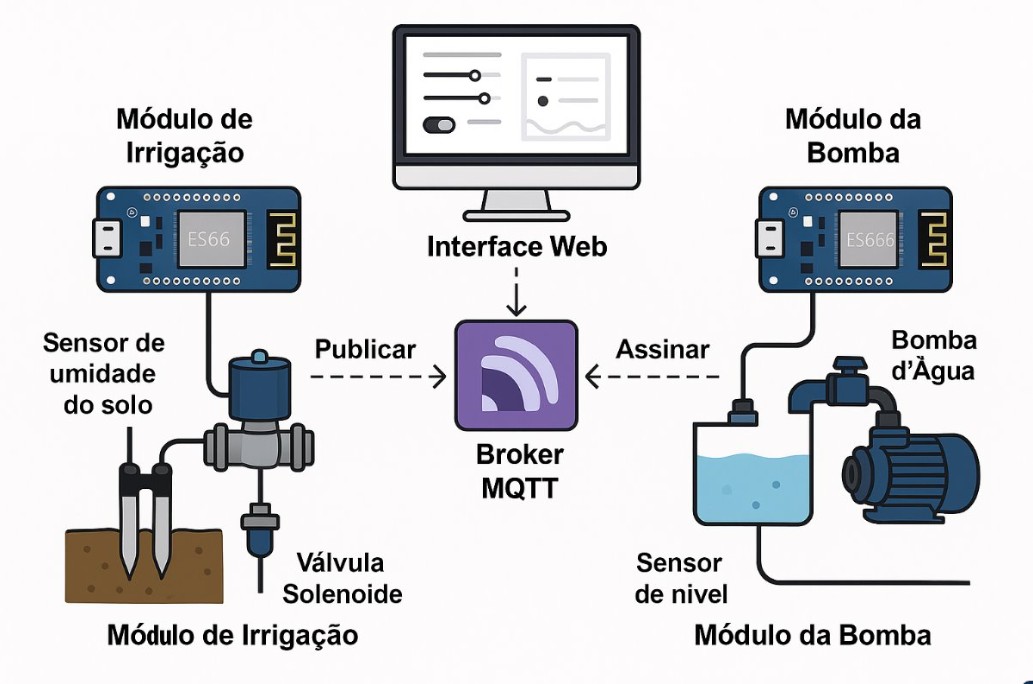 Módulo de
Irrigação
Módulo da
Bomba
ES66
ES666
Interface Web
Sensor de
umidade
do solo
Publicar
Assinar
Bomba
d'Àgua
Broker
MQTT
Válvula
Solenoide
Sensor
de nivel
Módulo de Irrigação
Módulo da Bomba